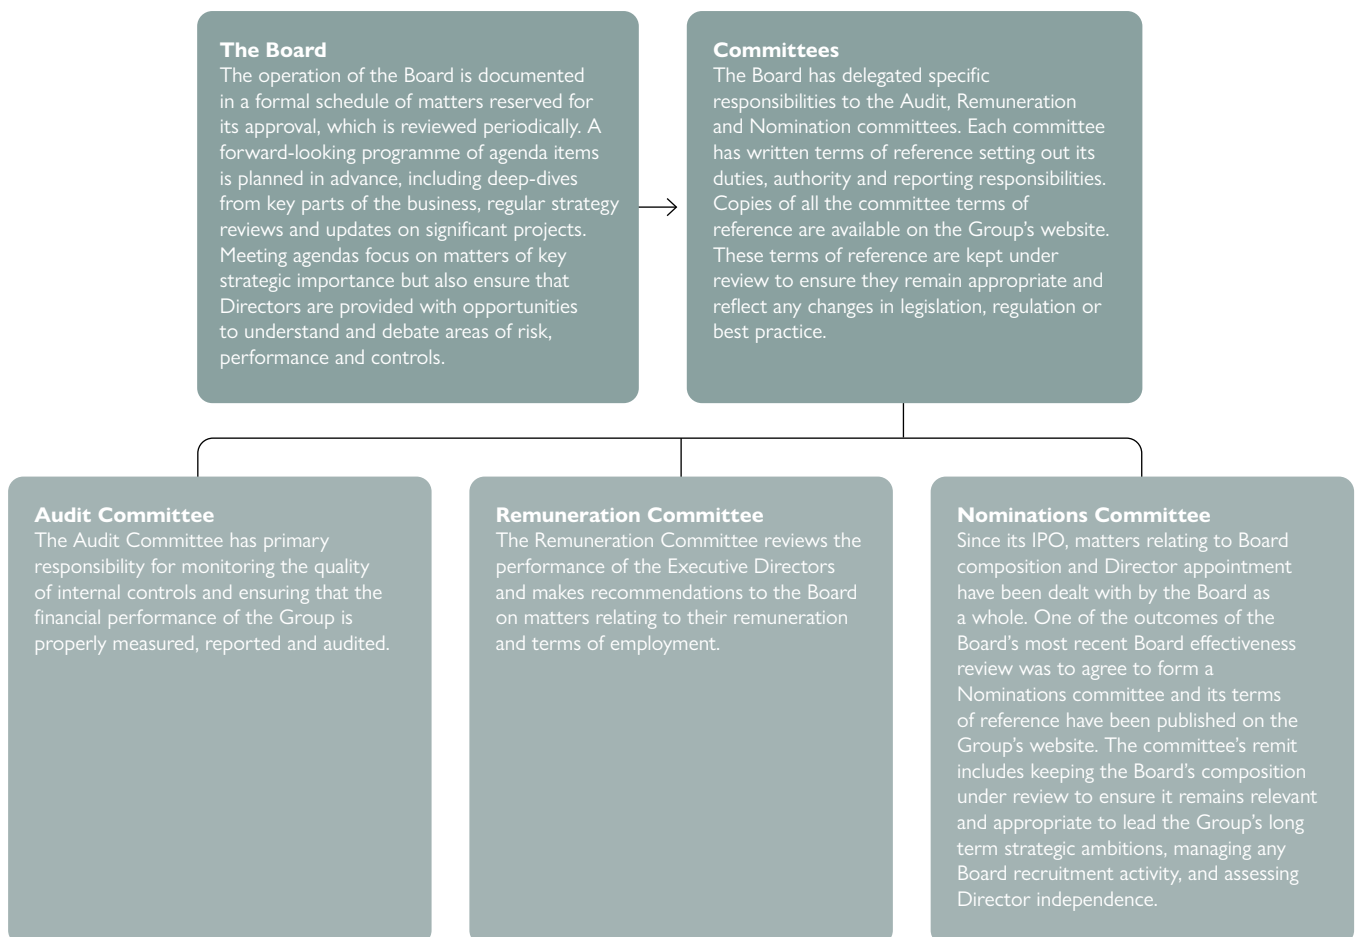 The Board
The operation of the Board is documented
in a formal schedule of matters reserved for
its approval, which is reviewed periodically. A
forward-looking programme of agenda items
is planned in advance, including deep-dives
from key parts of the business, regular strategy
reviews and updates on significant projects.
Meeting agendas focus on matters of key
strategic importance but also ensure that
Directors are provided with opportunities
to understand and debate areas of risk,
performance and controls.
Committees
The Board has delegated specific
responsibilities to the Audit, Remuneration
and Nomination committees. Each committee
has written terms of reference setting out its
duties, authority and reporting responsibilities.
Copies of all the committee terms of
reference are available on the Group's website.
These terms of reference are kept under
review to ensure they remain appropriate and
reflect any changes in legislation, regulation or
best practice.
Audit Committee
The Audit Committee has primary
responsibility for monitoring the quality
of internal controls and ensuring that the
financial performance of the Group is
properly measured, reported and audited.
Remuneration Committee
The Remuneration Committee reviews the
performance of the Executive Directors
and makes recommendations to the Board
on matters relating to their remuneration
and terms of employment.
Nominations Committee
Since its IPO, matters relating to Board
composition and Director appointment
have been dealt with by the Board as
a whole. One of the outcomes of the
Board's most recent Board effectiveness
review was to agree to form a
Nominations committee and its terms
of reference have been published on the
Group's website. The committee's remit
includes keeping the Board's composition
under review to ensure it remains relevant
and appropriate to lead the Group's long
term strategic ambitions, managing any
Board recruitment activity, and assessing
Director independence.